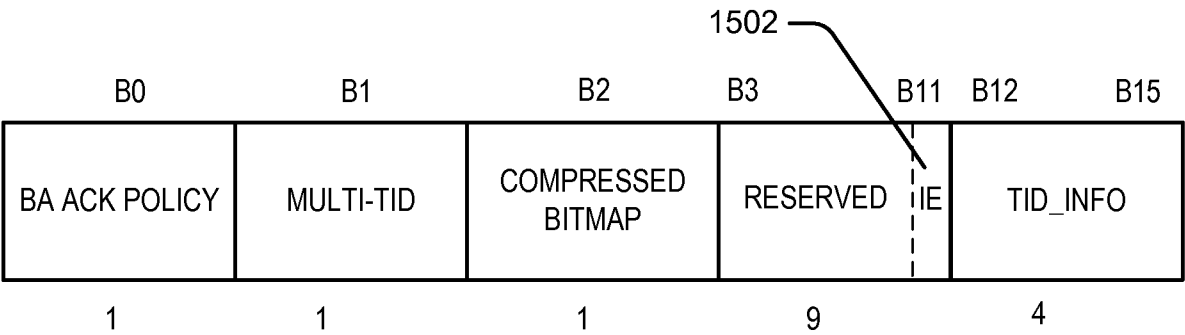 1502
B0 B1 B2 B3 B11 B12 B15
BA ACK POLICY MULTI-TID COMPRESSED BITMAP RESERVED IE TID_INFO
1 1 1 9 4